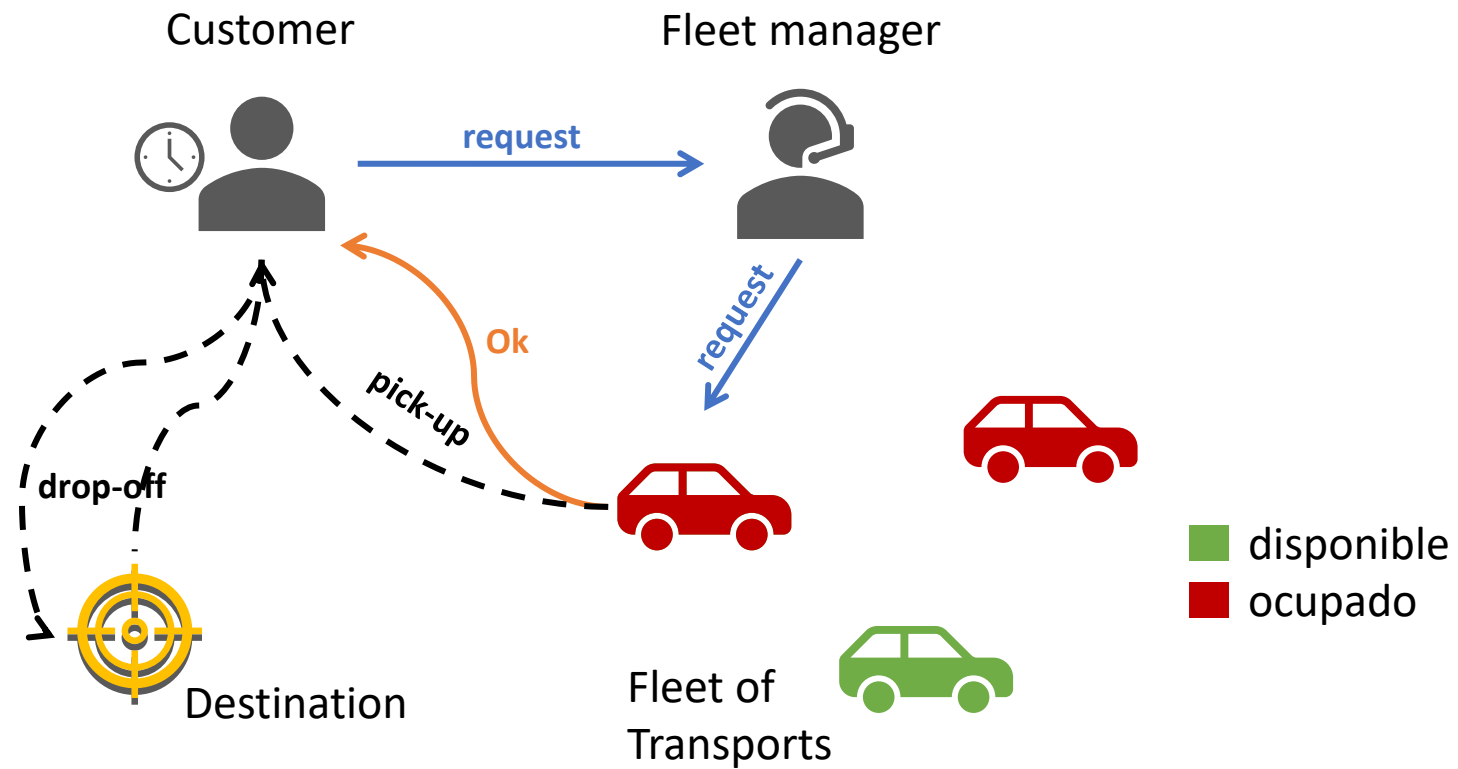 Customer
Fleet manager
request
request
Ok
pick-up
drop-off
disponible
ocupado
Destination
Fleet of
Transports